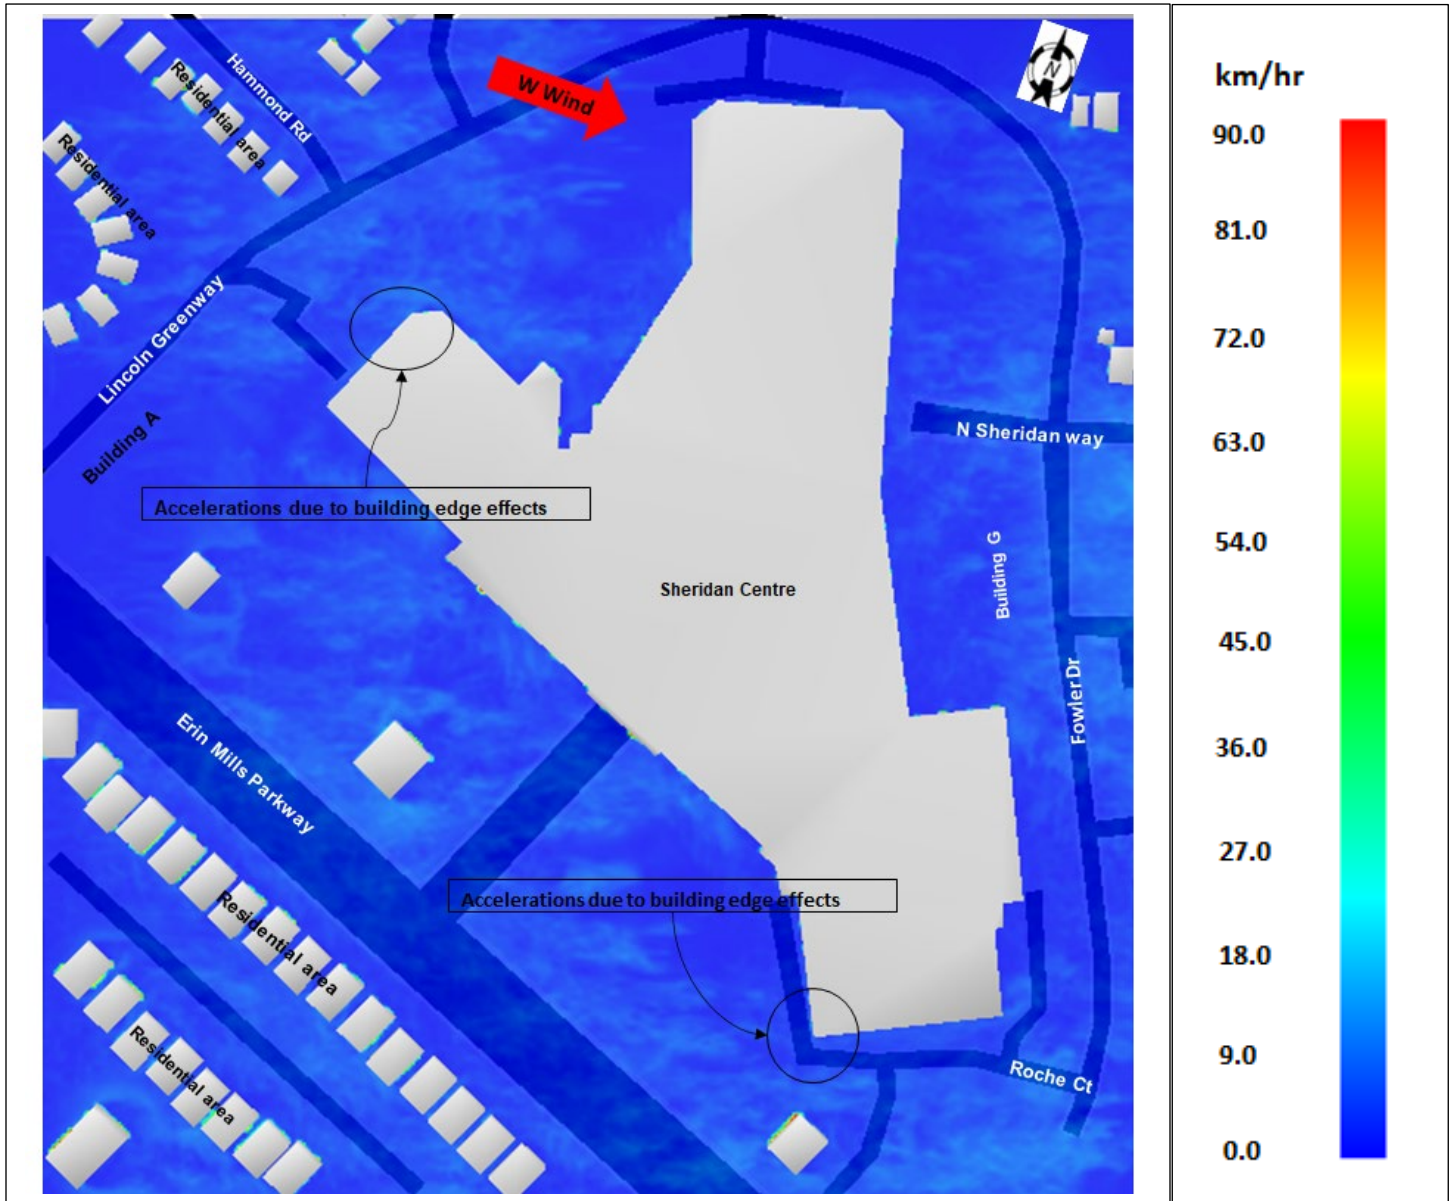 Hammond Rd
Residential area
W Wind
N
Residential area
Lincoln Greenway
Building A
N Sheridan way
Accelerations due to building edge effects
Sheridan Centre
Building G
Fowler Dr
Erin Mills Parkway
Accelerations due to building edge effects
Residential area
Residential area
Roche Ct
km/hr
90.0
81.0
72.0
63.0
54.0
45.0
36.0
27.0
18.0
9.0
0.0